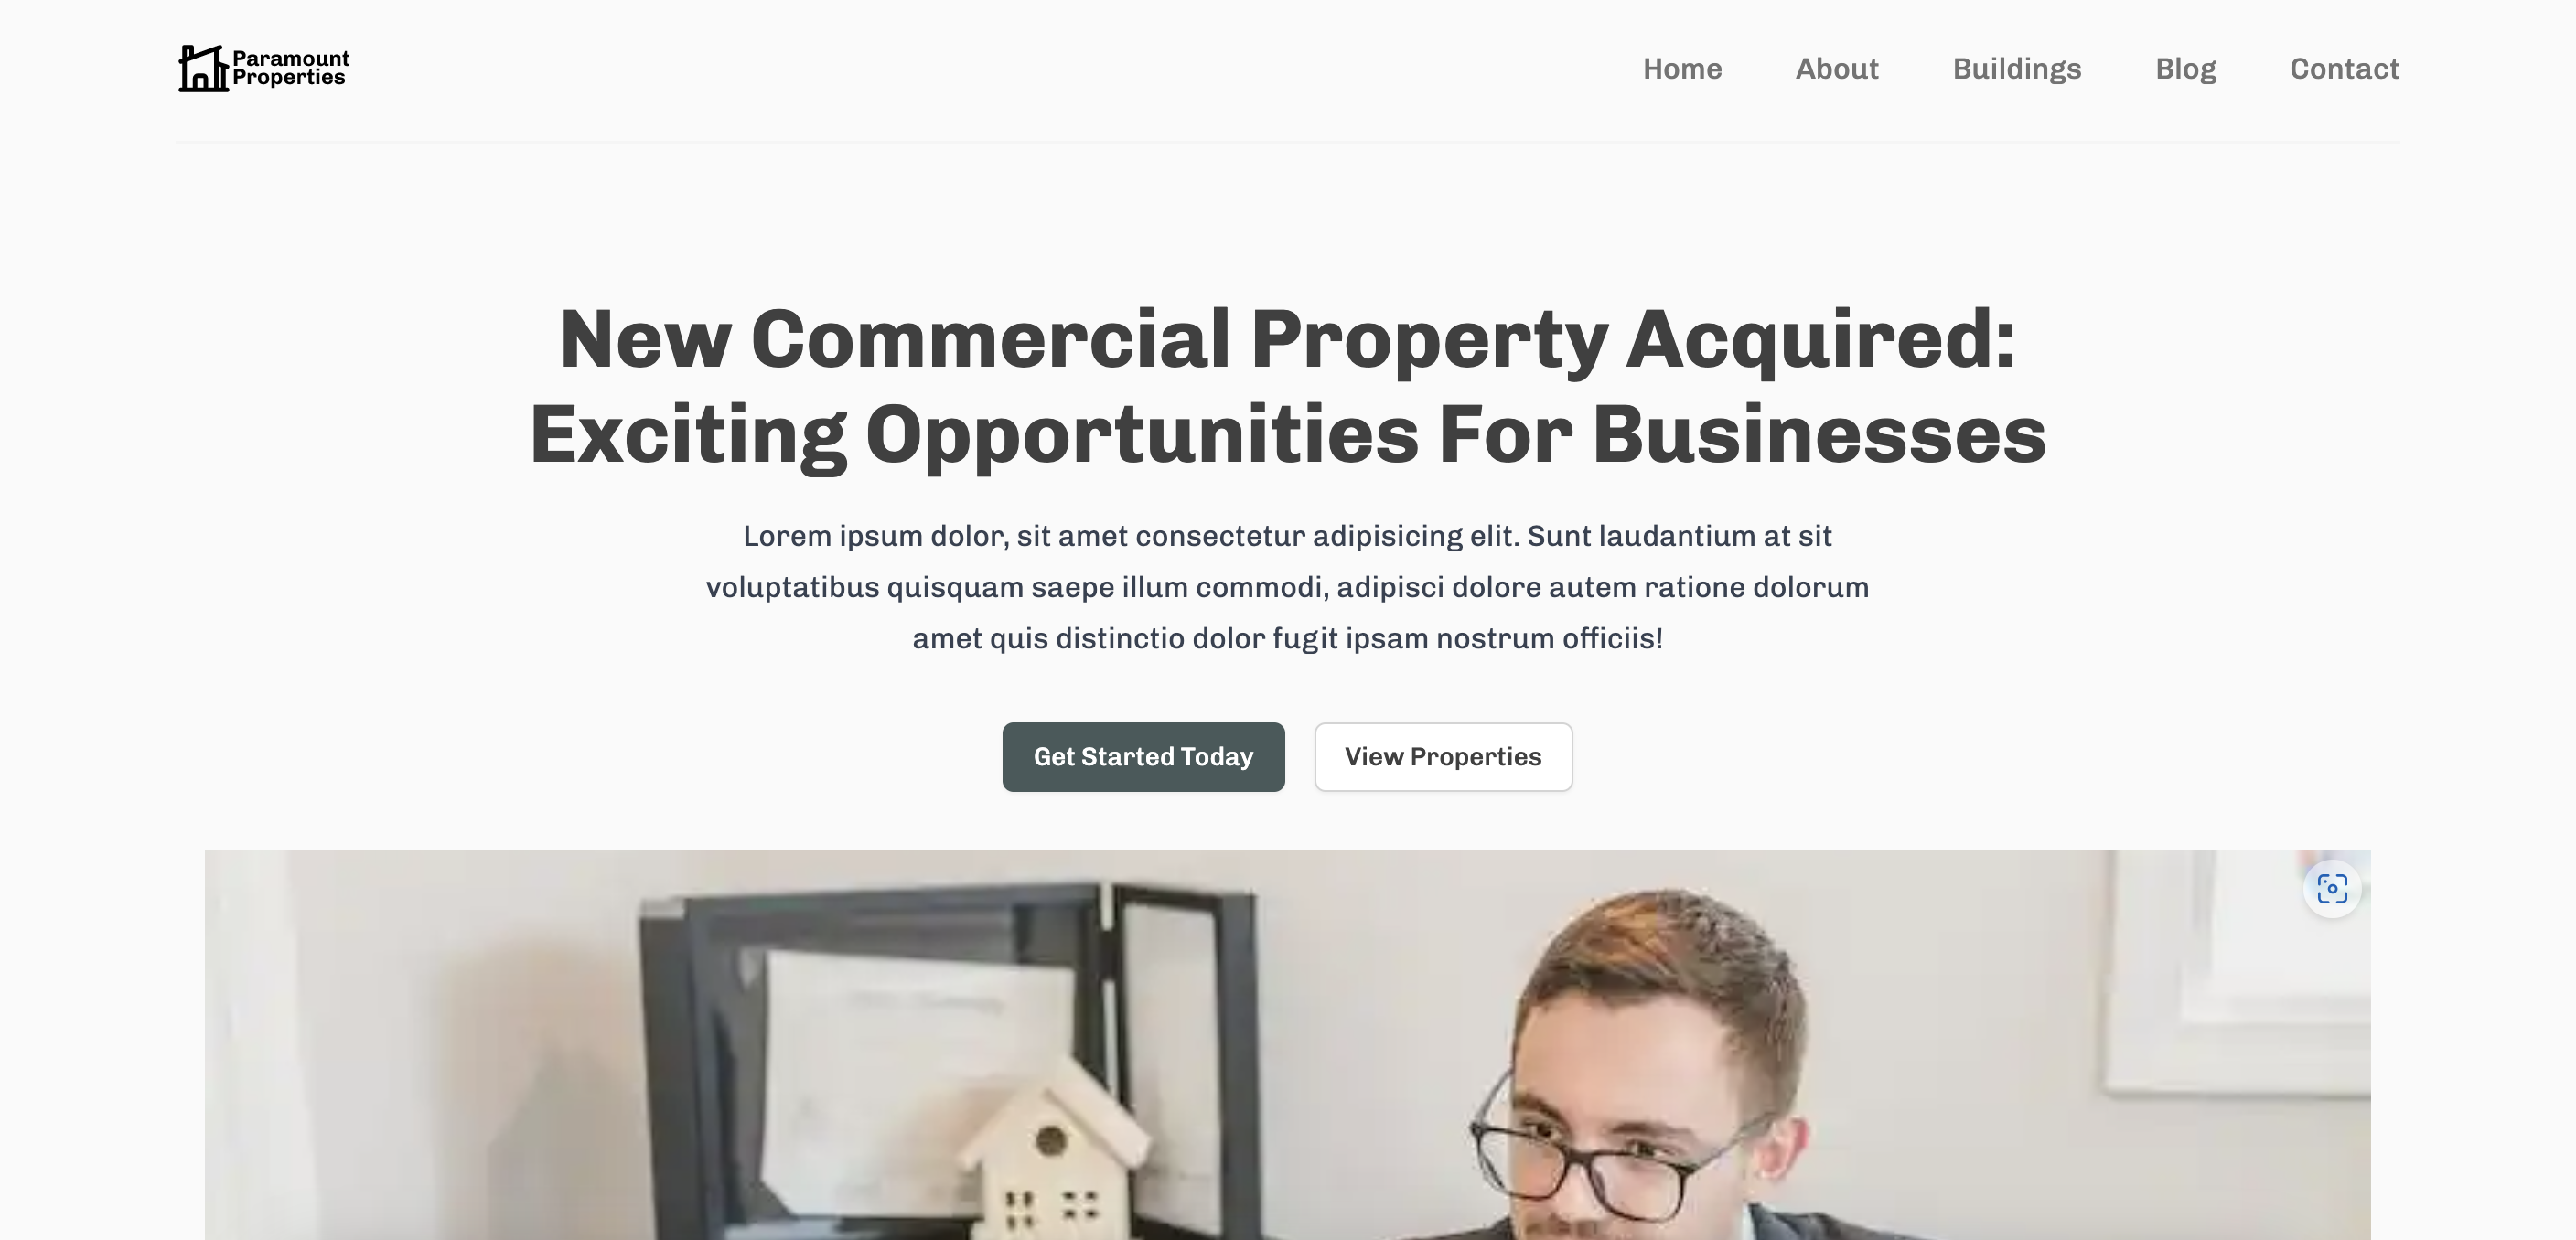 Paramount
Properties
Home
About
Buildings
Blog
Contact
New Commercial Property Acquired:
Exciting Opportunities For Businesses
Lorem ipsum dolor, sit amet consectetur adipisicing elit. Sunt laudantium at sit
voluptatibus quisquam saepe illum commodi, adipisci dolore autem ratione dolorum
amet quis distinctio dolor fugit ipsam nostrum officiis!
Get Started Today
View Properties